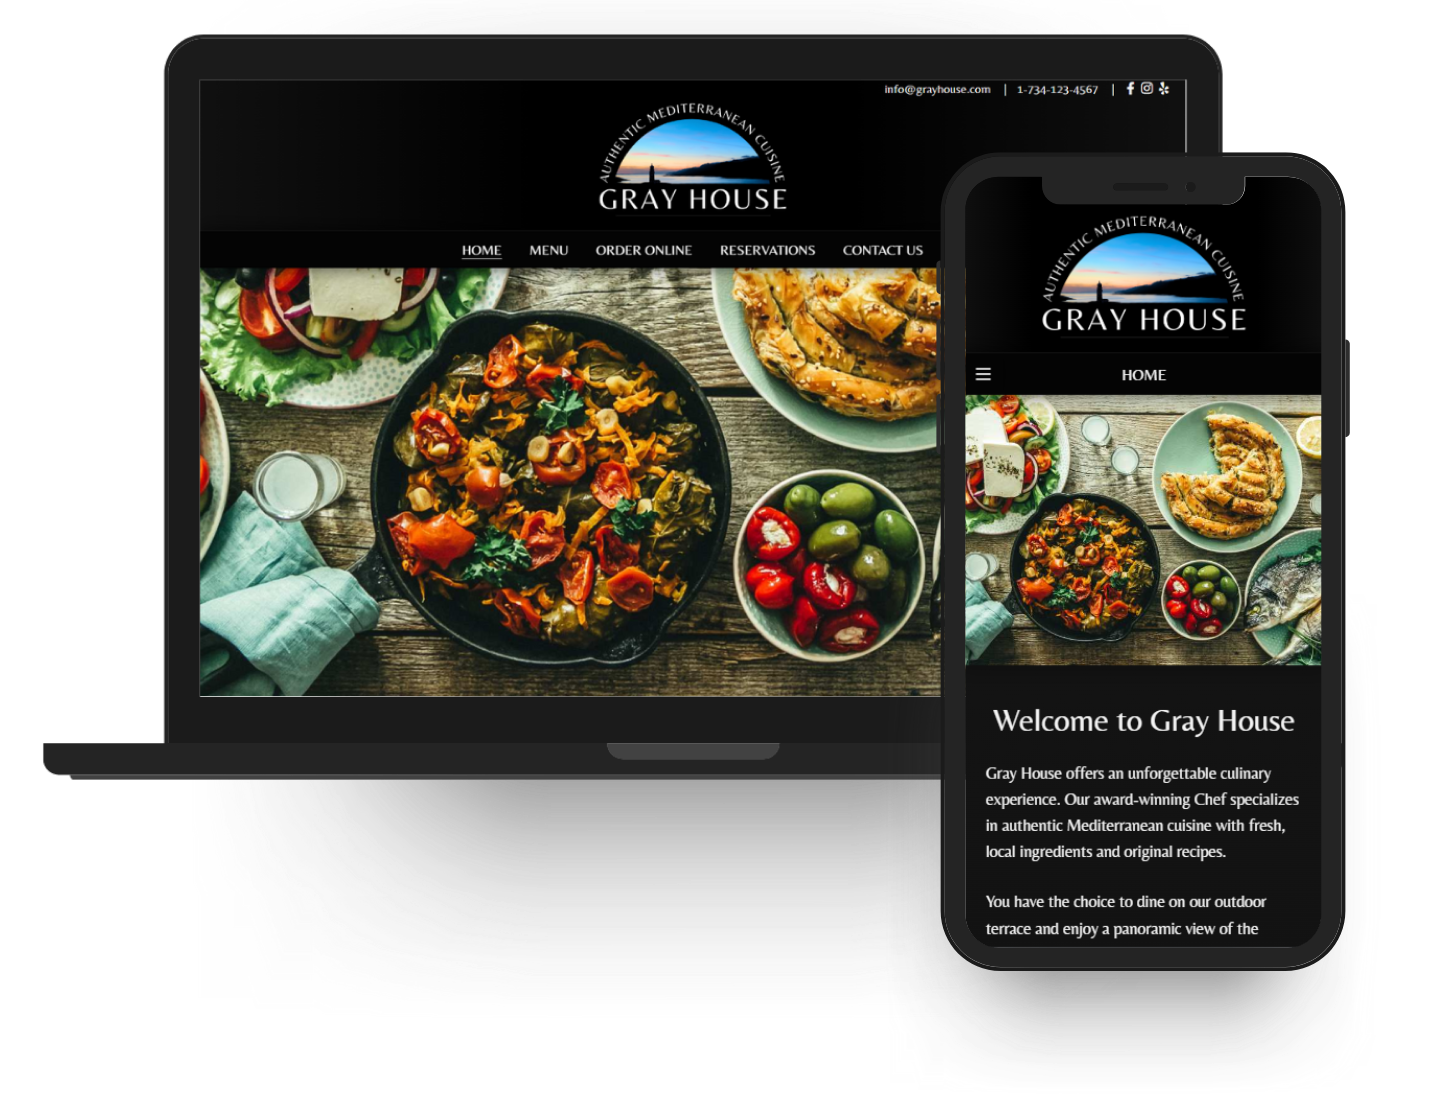 info@grayhouse.com | 1-734-123-4567 |
AUTHENTIC MEDITERRANEAN CUISINE
GRAY HOUSE
HOME MENU ORDER ONLINE RESERVATIONS CONTACT US
AUTHENTIC MEDITERRANEAN CUISINE
GRAY HOUSE
HOME
Welcome to Gray House
Gray House offers an unforgettable culinary
experience. Our award-winning Chef specializes
in authentic Mediterranean cuisine with fresh,
local ingredients and original recipes.
You have the choice to dine on our outdoor
terrace and enjoy a panoramic view of the